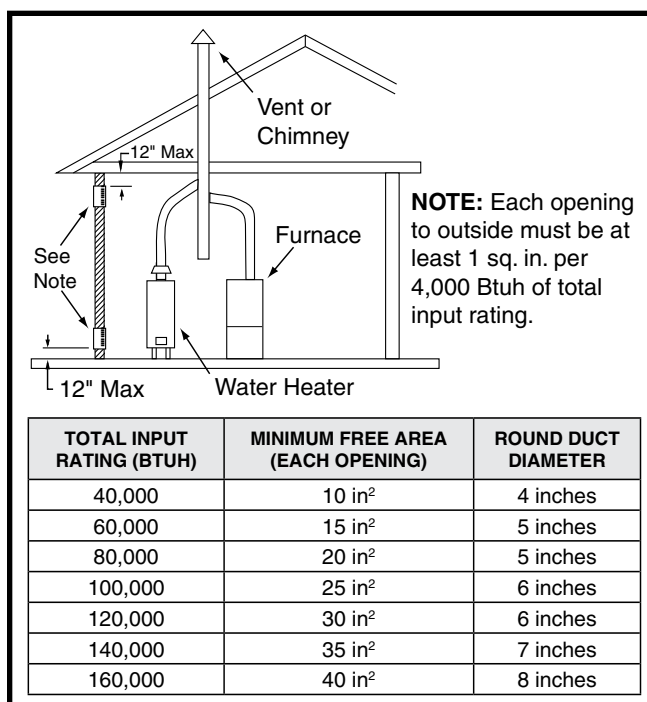 Vent or
Chimney
12" Max
NOTE: Each opening
to outside must be at
least 1 sq. in. per
4,000 Btuh of total
input rating.
Furnace
See
Note
12" Max
Water Heater
TOTAL INPUT RATING (BTUH) MINIMUM FREE AREA (EACH OPENING) ROUND DUCT DIAMETER
40,000 10 in² 4 inches
60,000 15 in² 5 inches
80,000 20 in² 5 inches
100,000 25 in² 6 inches
120,000 30 in² 6 inches
140,000 35 in² 7 inches
160,000 40 in² 8 inches